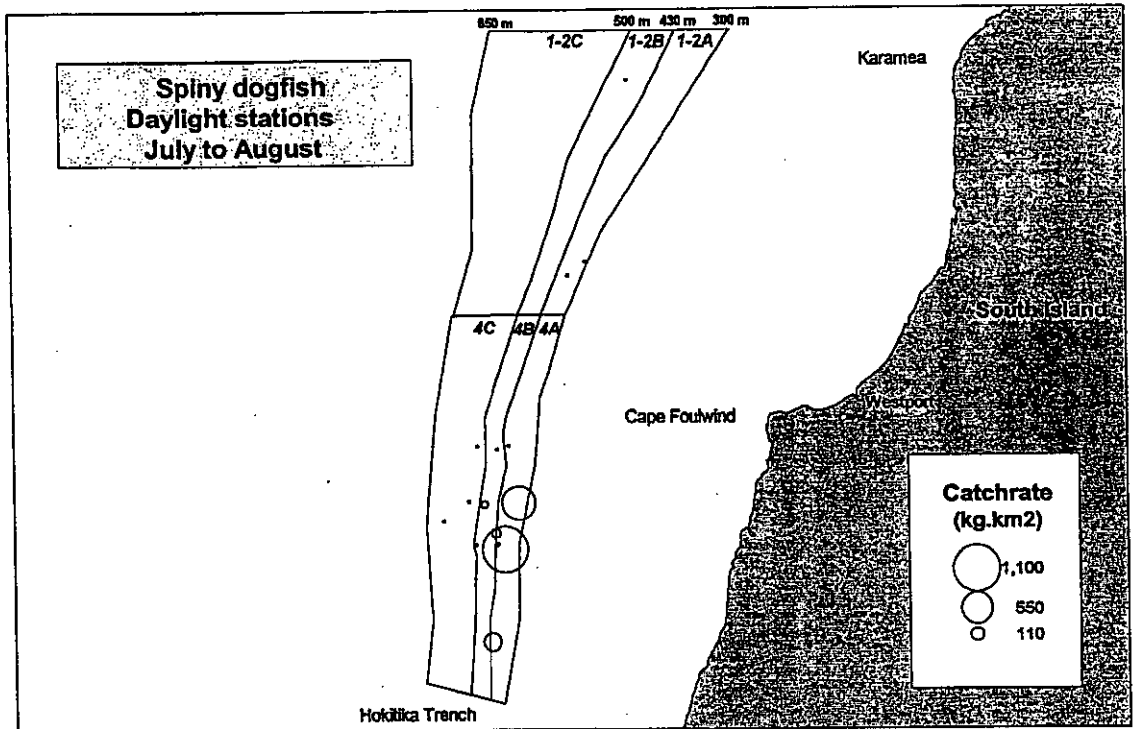 650 m 500 m 430 m 300 m
1-2C 1-2B 1-2A
Karamea
Spiny dogfish
Daylight stations
July to August
South Island
4C 4B 4A
Westport
Cape Foulwind
Catchrate
(kg.km2)
1,100
550
110
Hokitika Trench